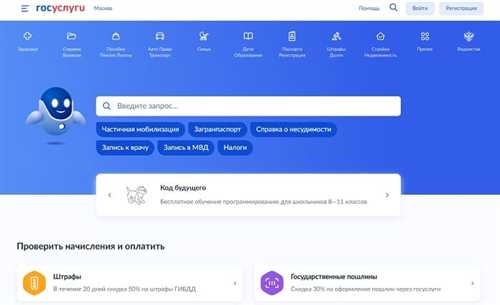 госуслуги
Москва
Помощь
Войти
Регистрация
Здоровье
Справки
Выписки
Пособия
Пенсия Льготы
Авто Права
Транспорт
Семья
Дети
Образование
Паспорта
Регистрация
Штрафы
Долги
Стройка
Недвижимость
Прочее
Ведомства
Введите запрос...
Частичная мобилизация
Загранпаспорт
Справка о несудимости
Запись к врачу
Запись в МВД
Налоги
Код будущего
Бесплатное обучение программированию для школьников 8–11 классов
Проверить начисления и оплатить
Штрафы
В течение 20 дней скидка 50% на штрафы ГИБДД
Государственные пошлины
Скидка 30% на оформление пошлин через госуслуги